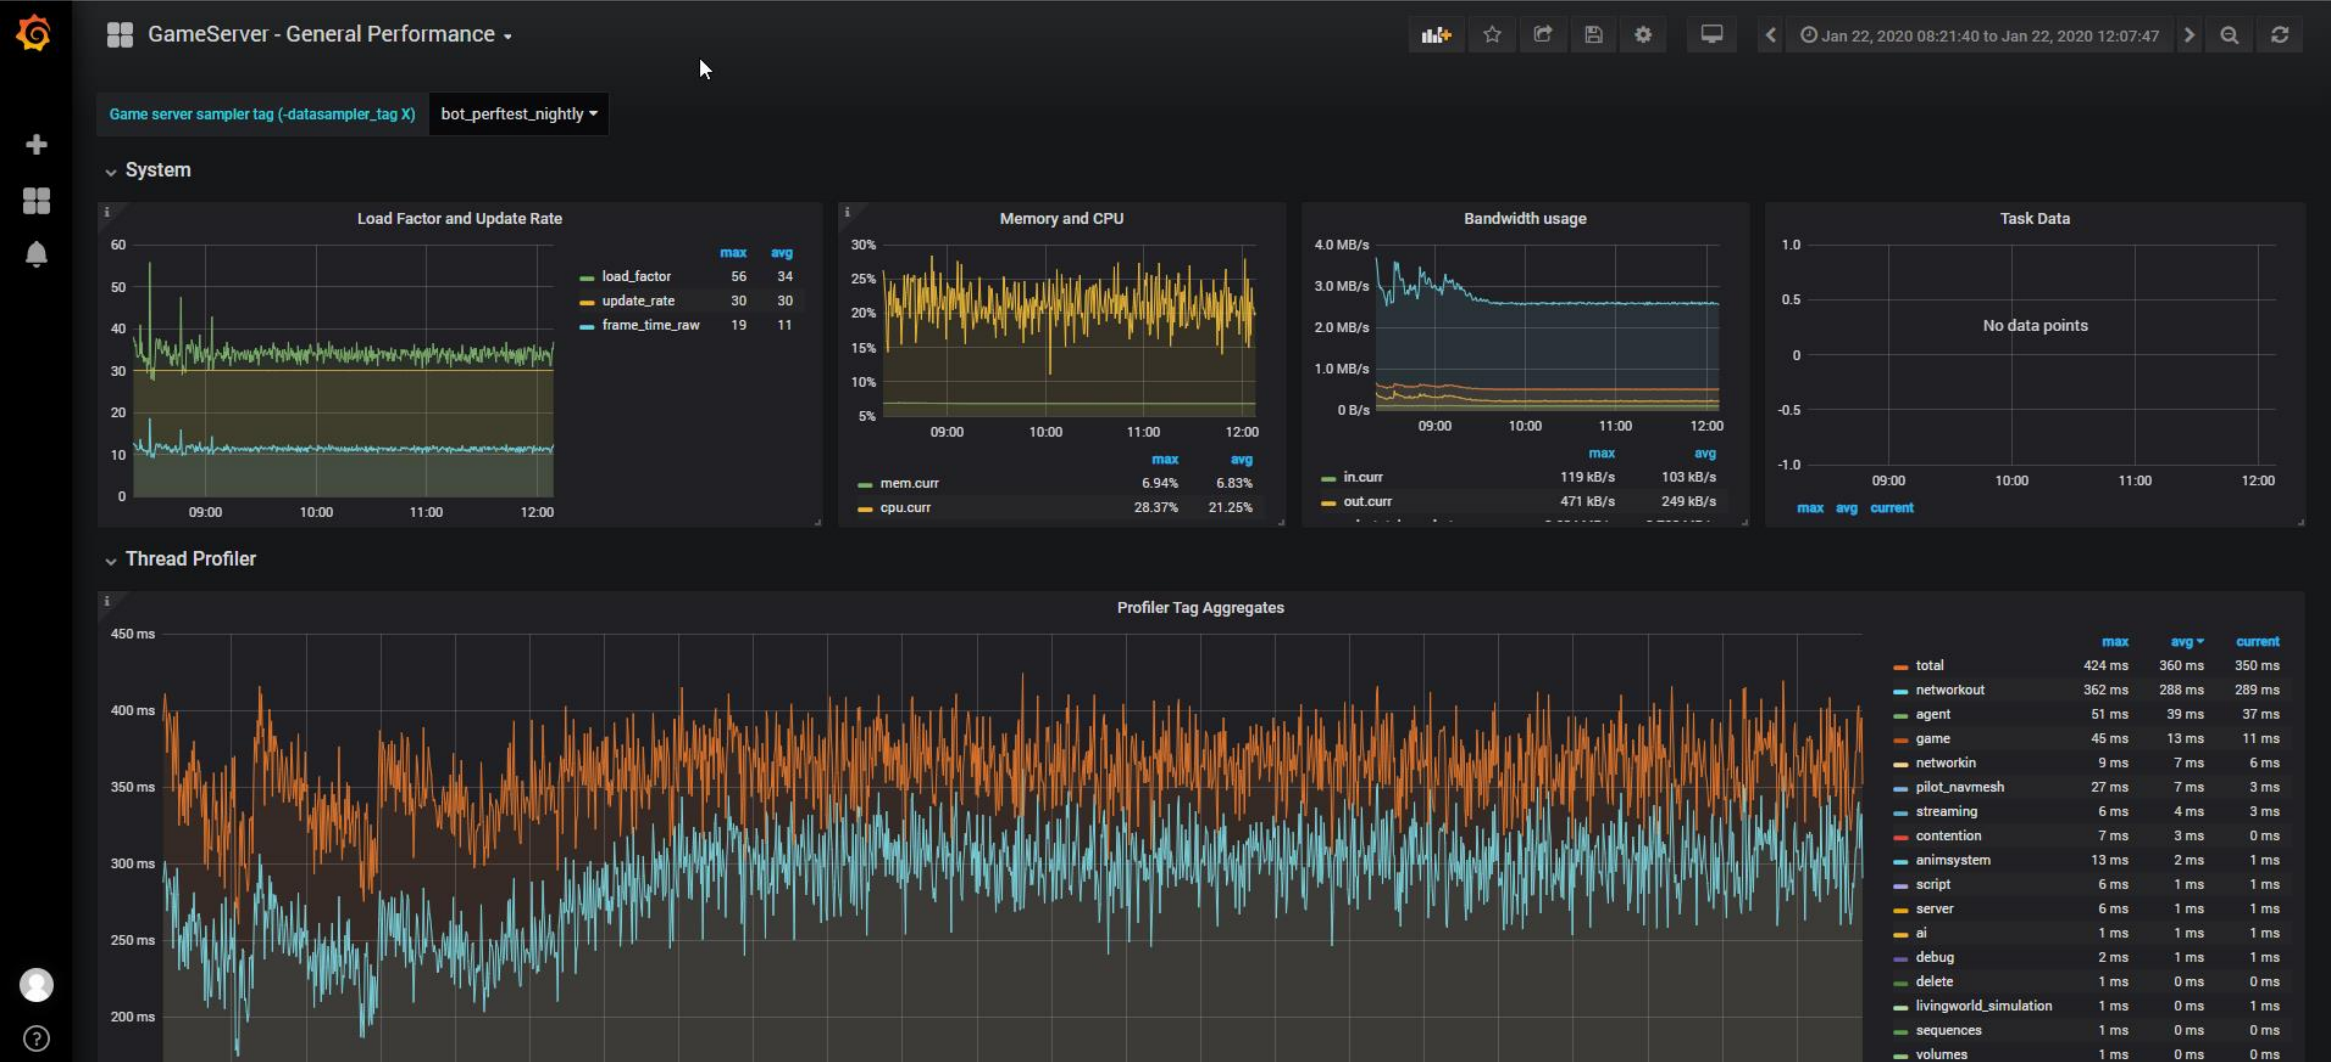 GameServer - General Performance
Jan 22, 2020 08:21:40 to Jan 22, 2020 12:07:47
Game server sampler tag (-datasampler_tag X) bot_perftest_nightly
System
Load Factor and Update Rate
60
50
40
30
20
10
0
09:00 10:00 11:00 12:00
max avg
load_factor 56 34
update_rate 30 30
frame_time_raw 19 11
Memory and CPU
30%
25%
20%
15%
10%
5%
09:00 10:00 11:00 12:00
max avg
mem.curr 6.94% 6.83%
cpu.curr 28.37% 21.25%
Bandwidth usage
4.0 MB/s
3.0 MB/s
2.0 MB/s
1.0 MB/s
0 B/s
09:00 10:00 11:00 12:00
max avg
in.curr 119 kB/s 103 kB/s
out.curr 471 kB/s 249 kB/s
Task Data
1.0
0.5
No data points
0
-0.5
-1.0
09:00 10:00 11:00 12:00
max avg current
Thread Profiler
Profiler Tag Aggregates
450 ms
400 ms
350 ms
300 ms
250 ms
200 ms
max avg current
total 424 ms 360 ms 350 ms
networkout 362 ms 288 ms 289 ms
agent 51 ms 39 ms 37 ms
game 45 ms 13 ms 11 ms
networkin 9 ms 7 ms 6 ms
pilot_navmesh 27 ms 7 ms 3 ms
streaming 6 ms 4 ms 3 ms
contention 7 ms 3 ms 0 ms
animsystem 13 ms 2 ms 1 ms
script 6 ms 1 ms 1 ms
server 6 ms 1 ms 1 ms
ai 1 ms 1 ms 1 ms
debug 2 ms 1 ms 1 ms
delete 1 ms 0 ms 0 ms
livingworld_simulation 1 ms 0 ms 1 ms
sequences 1 ms 0 ms 0 ms
volumes 1 ms 0 ms 0 ms